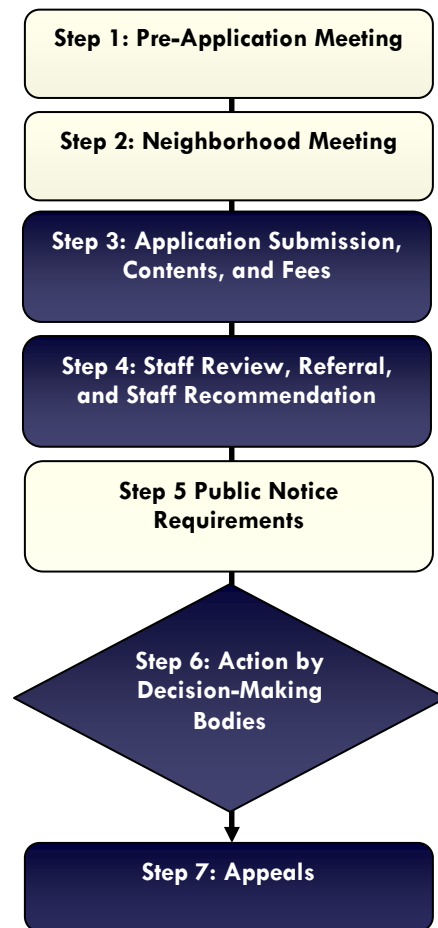 Step 1: Pre-Application Meeting
Step 2: Neighborhood Meeting
Step 3: Application Submission,
Contents, and Fees
Step 4: Staff Review, Referral,
and Staff Recommendation
Step 5 Public Notice
Requirements
Step 6: Action by
Decision-Making
Bodies
Step 7: Appeals